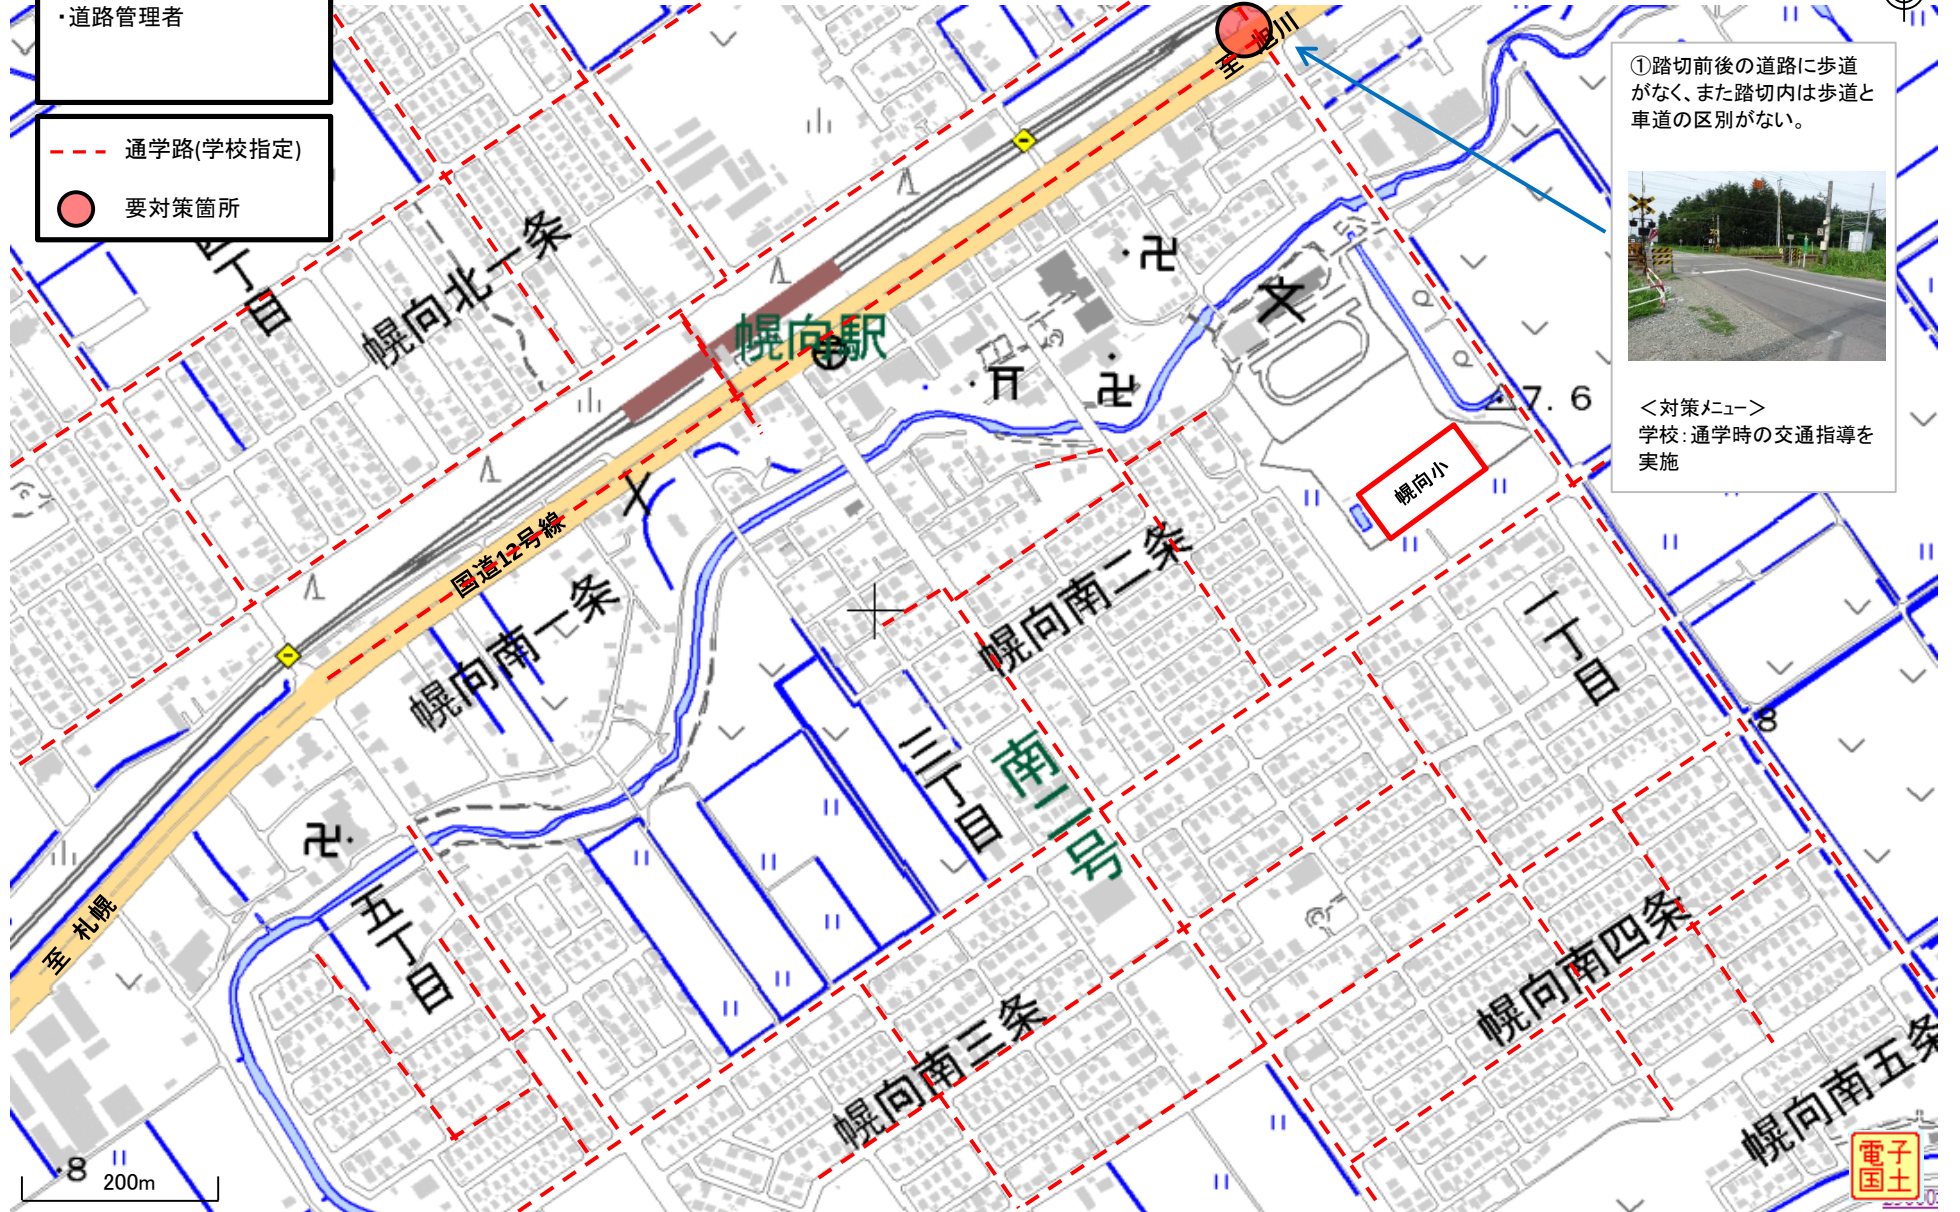 ・道路管理者
通学路(学校指定)
要対策箇所
至 旭川
①踏切前後の道路に歩道
がなく、また踏切内は歩道と
車道の区別がない。
＜対策メニュー＞
学校：通学時の交通指導を
実施
丁目
幌向北一条
幌向駅
文
7.6
幌向小
国道12号線
幌向南一条
幌向南二条
一丁目
三丁目
南二号
8
至 札幌
五丁目
幌向南三条
幌向南四条
幌向南五条
8
200m
電子
国土